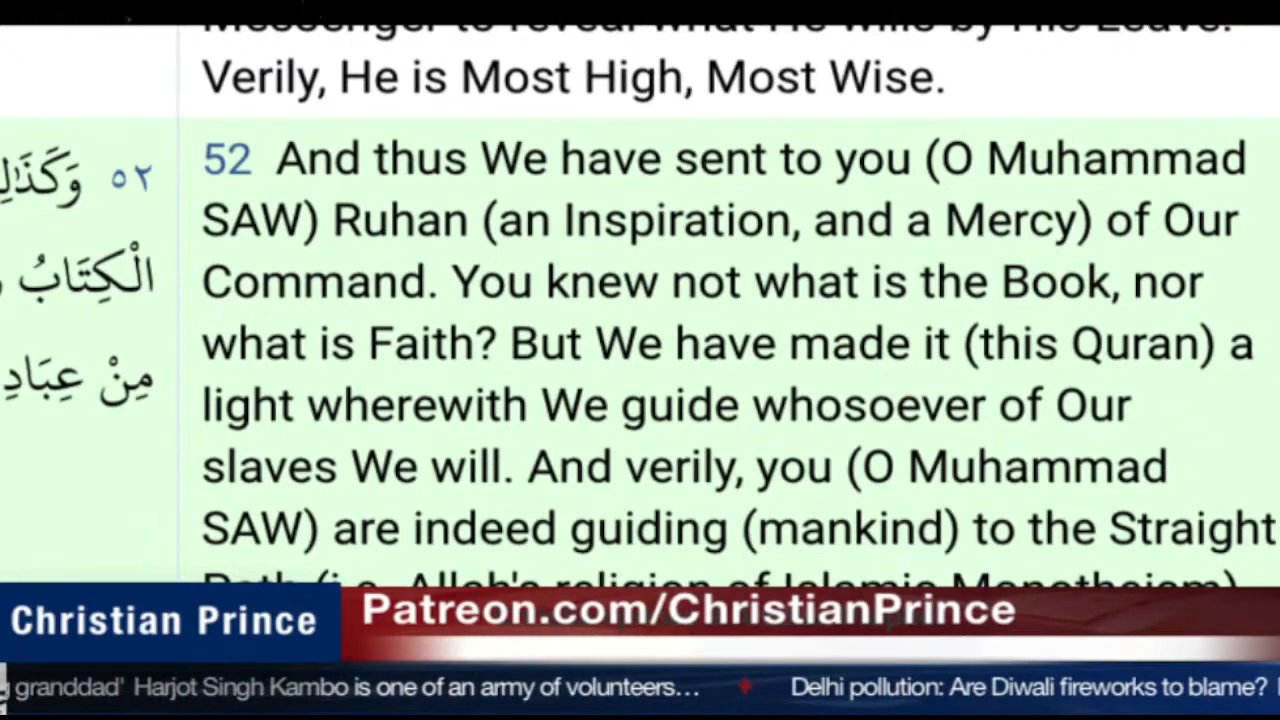 Verily, He is Most High, Most Wise.
٥٢
الْكِتَابُ
مِنْ
52 And thus We have sent to you (O Muhammad
SAW) Ruhan (an Inspiration, and a Mercy) of Our
Command. You knew not what is the Book, nor
what is Faith? But We have made it (this Quran) a
light wherewith We guide whosoever of Our
slaves We will. And verily, you (O Muhammad
SAW) are indeed guiding (mankind) to the Straight
Christian Prince
Patreon.com/ChristianPrince
granddad' Harjot Singh Kambo is one of an army of volunteers... Delhi pollution: Are Diwali fireworks to blame?